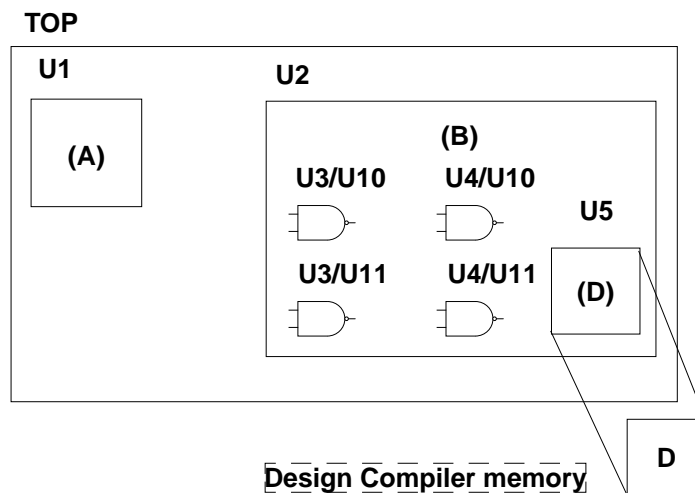 TOP
U1
U2
(A)
(B)
U3/U10
U4/U10
U5
U3/U11
U4/U11
(D)
D
Design Compiler memory